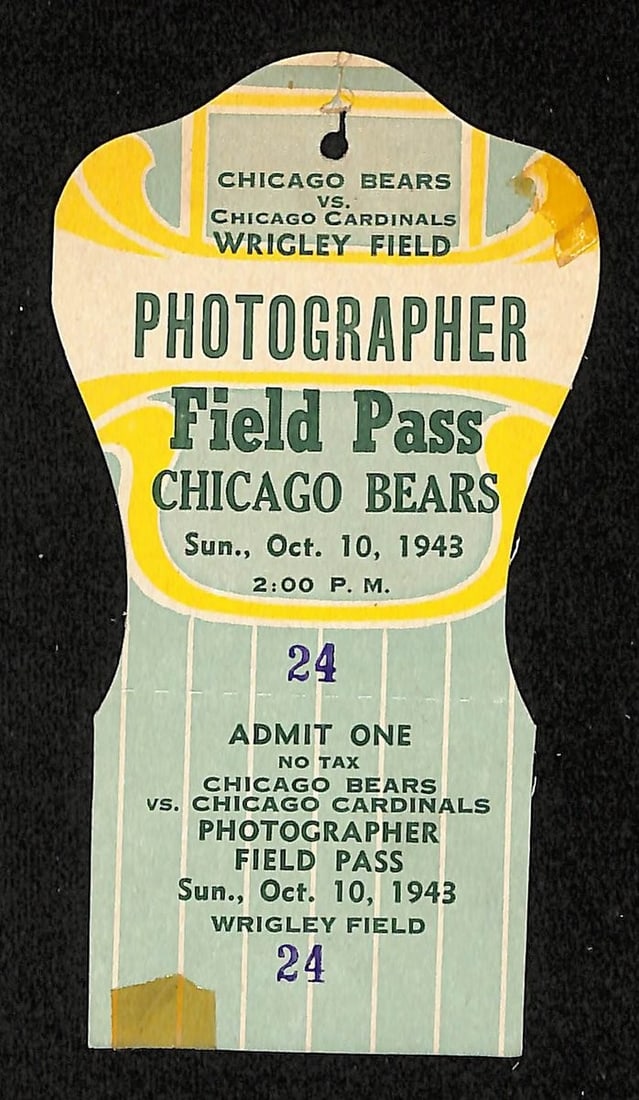 CHICAGO BEARS
VS.
CHICAGO CARDINALS
WRIGLEY FIELD
PHOTOGRAPHER
Field Pass
CHICAGO BEARS
Sun., Oct. 10, 1943
2:00 P. M.
24
ADMIT ONE
NO TAX
CHICAGO BEARS
VS. CHICAGO CARDINALS
PHOTOGRAPHER
FIELD PASS
Sun., Oct. 10, 1943
WRIGLEY FIELD
24